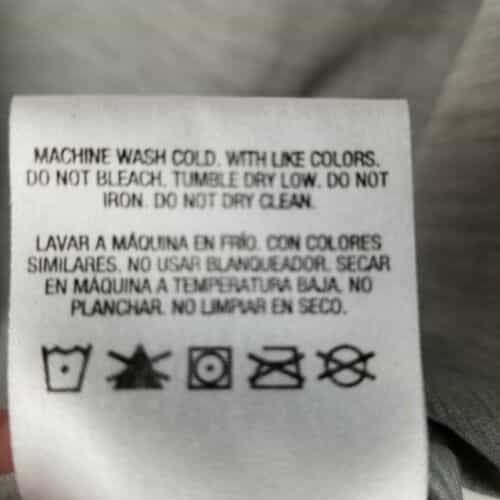 MACHINE WASH COLD. WITH LIKE COLORS.
DO NOT BLEACH. TUMBLE DRY LOW. DO NOT
IRON. DO NOT DRY CLEAN.
LAVAR A MÁQUINA EN FRÍO. CON COLORES
SIMILARES. NO USAR BLANQUEADOR. SECAR
EN MÁQUINA A TEMPERATURA BAJA. NO
PLANCHAR. NO LIMPIAR EN SECO.